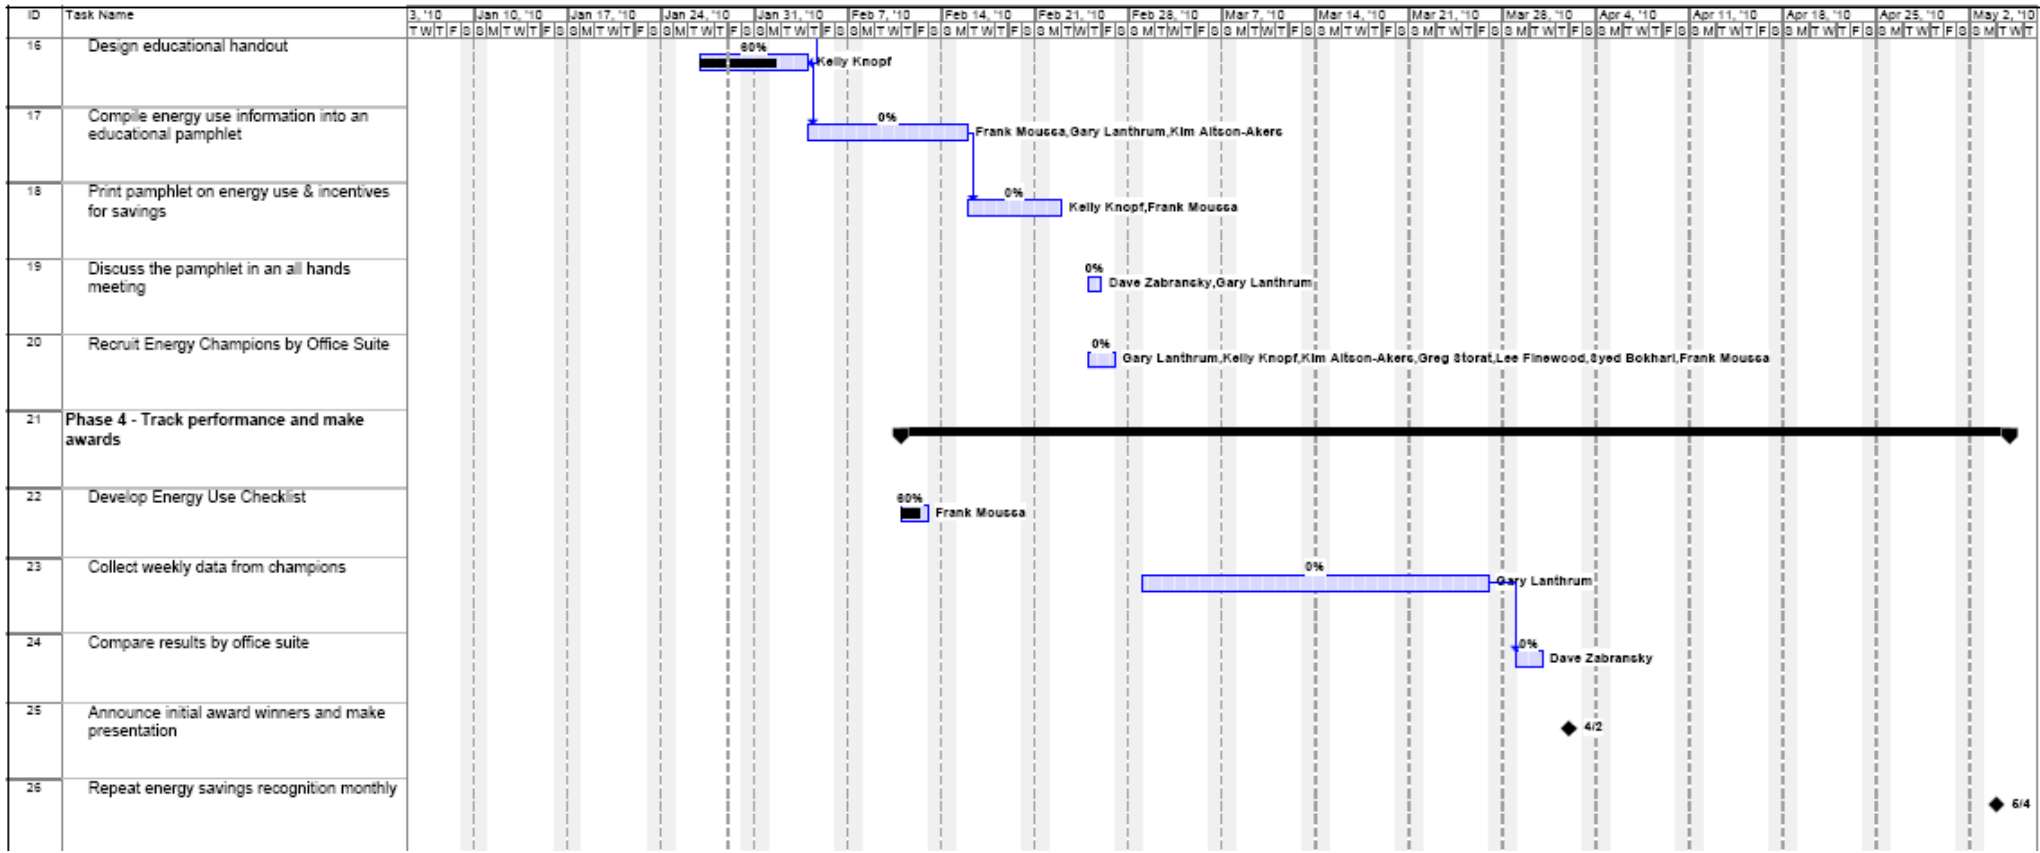 ID Task Name 3, '10 Jan 10, '10 Jan 17, '10 Jan 24, '10 Jan 31, '10 Feb 7, '10 Feb 14, '10 Feb 21, '10 Feb 28, '10 Mar 7, '10 Mar 14, '10 Mar 21, '10 Mar 28, '10 Apr 4, '10 Apr 11, '10 Apr 18, '10 Apr 25, '10 May 2, '10
T W T F S S M T W T F S S M T W T F S S M T W T F S S M T W T F S S M T W T F S S M T W T F S S M T W T F S S M T W T F S S M T W T F S S M T W T F S S M T W T F S S M T W T F S S M T W T F S S M T W T F S S M T W T F S S M T W T F S S M T W T
16 Design educational handout
60%
Kelly Knopf
17 Compile energy use information into an
educational pamphlet
0%
Frank Moussa,Gary Lanthrum,Kim Altson-Akers
18 Print pamphlet on energy use & incentives
for savings
0%
Kelly Knopf,Frank Moussa
19 Discuss the pamphlet in an all hands
meeting
0%
Dave Zabransky,Gary Lanthrum
20 Recruit Energy Champions by Office Suite
0%
Gary Lanthrum,Kelly Knopf,Kim Altson-Akers,Greg Storat,Lee Finewood,Syed Bokhari,Frank Moussa
21 Phase 4 - Track performance and make
awards
22 Develop Energy Use Checklist
60%
Frank Moussa
23 Collect weekly data from champions
0%
Gary Lanthrum
24 Compare results by office suite
0%
Dave Zabransky
25 Announce initial award winners and make
presentation
4/2
26 Repeat energy savings recognition monthly
5/4